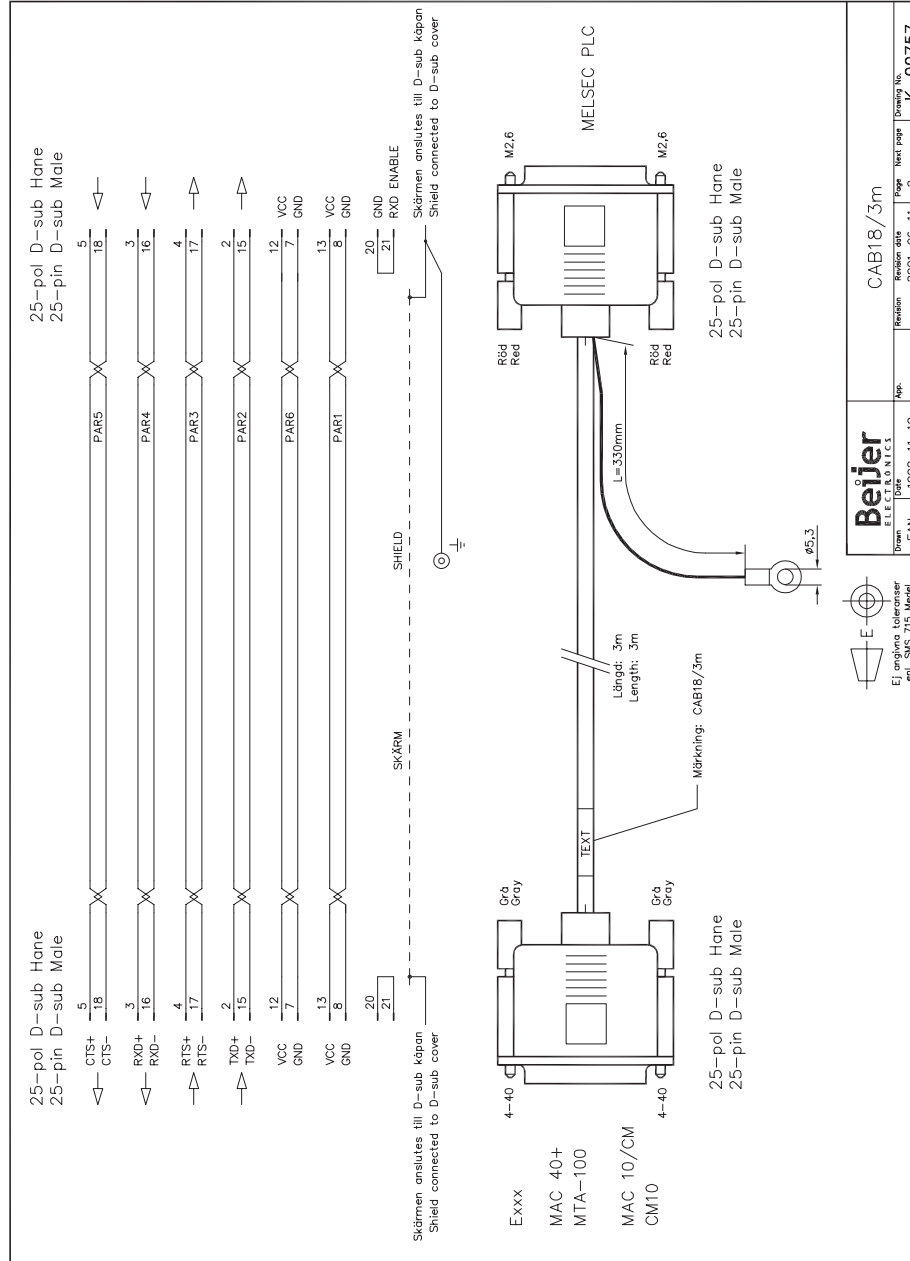 25-pol D-sub Hane
25-pin D-sub Male
25-pol D-sub Hane
25-pin D-sub Male
CTS+ 5 PAR5 5
CTS- 18 18
RXD+ 3 PAR4 3
RXD- 16 16
RTS+ 4 PAR3 4
RTS- 17 17
TXD+ 2 PAR2 2
TXD- 15 15
VCC 12 PAR6 12 VCC
GND 7 7 GND
VCC 13 PAR1 13 VCC
GND 8 8 GND
20 20 GND
21 21 RXD ENABLE
SKÄRM SHIELD
Skärmen anslutes till D-sub kåpan
Shield connected to D-sub cover
Skärmen anslutes till D-sub kåpan
Shield connected to D-sub cover
Exxx
MAC 40+
MTA-100
MAC 10/CM
CM10
4-40
4-40
Grå
Gray
Grå
Gray
25-pol D-sub Hane
25-pin D-sub Male
TEXT
Märkning: CAB18/3m
Längd: 3m
Length: 3m
L=330mm
ø5,3
Röd
Red
Röd
Red
M2,6
M2,6
MELSEC PLC
25-pol D-sub Hane
25-pin D-sub Male
E
Ej angivna toleranser
Beijer
ELECTRONICS
CAB18/3m
Drawn
Date
App.
Revision
Revision date
Page
Next page
Drawing No.